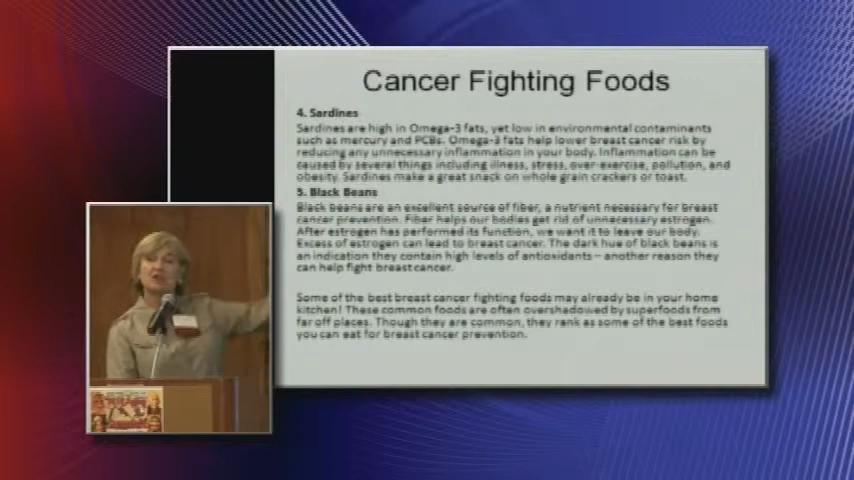 Cancer Fighting Foods
4. Sardines
Sardines are high in Omega-3 fats, yet low in environmental contaminants
such as mercury and PCBs. Omega-3 fats help lower breast cancer risk by
reducing any unnecessary inflammation in your body. Inflammation can be
caused by several things including illness, stress, over-exercise, pollution, and
obesity. Sardines make a great snack on whole grain crackers or toast.
5. Black Beans
Black beans are an excellent source of fiber, a nutrient necessary for breast
cancer prevention. Fiber helps our bodies get rid of unnecessary estrogen.
After estrogen has performed its function, we want it to leave our body.
Excess of estrogen can lead to breast cancer. The dark hue of black beans is
an indication they contain high levels of antioxidants – another reason they
can help fight breast cancer.
Some of the best breast cancer fighting foods may already be in your home
kitchen! These common foods are often overshadowed by superfoods from
far off places. Though they are common, they rank as some of the best foods
you can eat for breast cancer prevention.